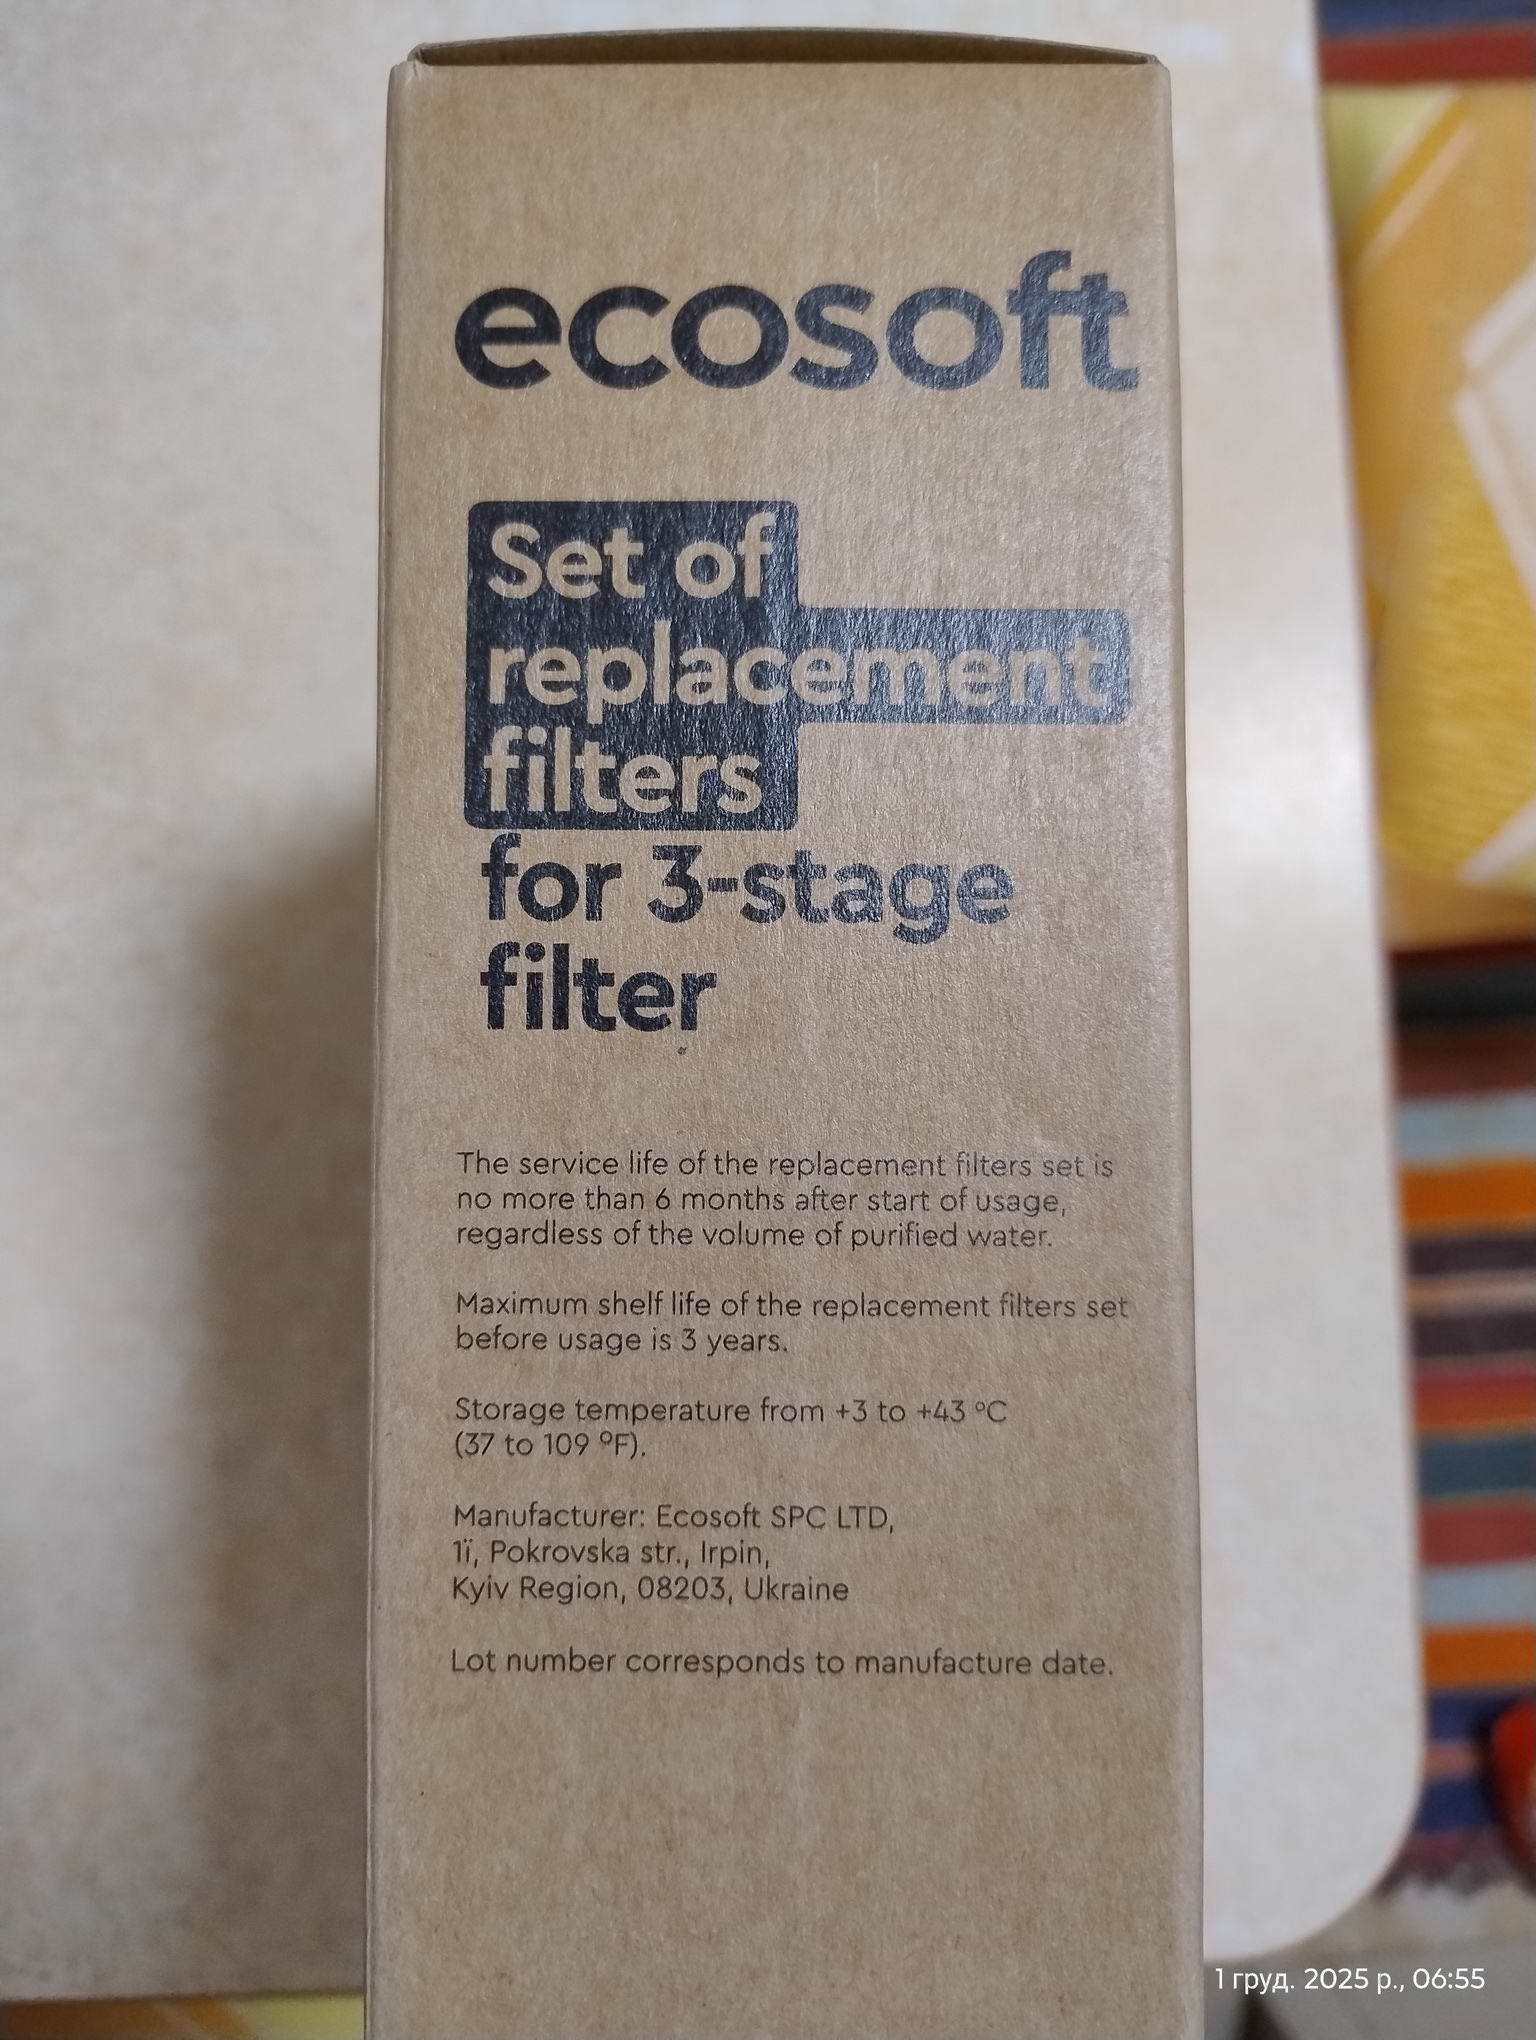 ecosoft
Set of
replacement
filters
for 3-stage
filter
The service life of the replacement filters set is
no more than 6 months after start of usage,
regardless of the volume of purified water.
Maximum shelf life of the replacement filters set
before usage is 3 years.
Storage temperature from +3 to +43 ºC
(37 to 109 ºF).
Manufacturer: Ecosoft SPC LTD,
1ї, Pokrovska str., Irpin,
Kyiv Region, 08203, Ukraine
Lot number corresponds to manufacture date.
1 груд. 2025 р., 06:55